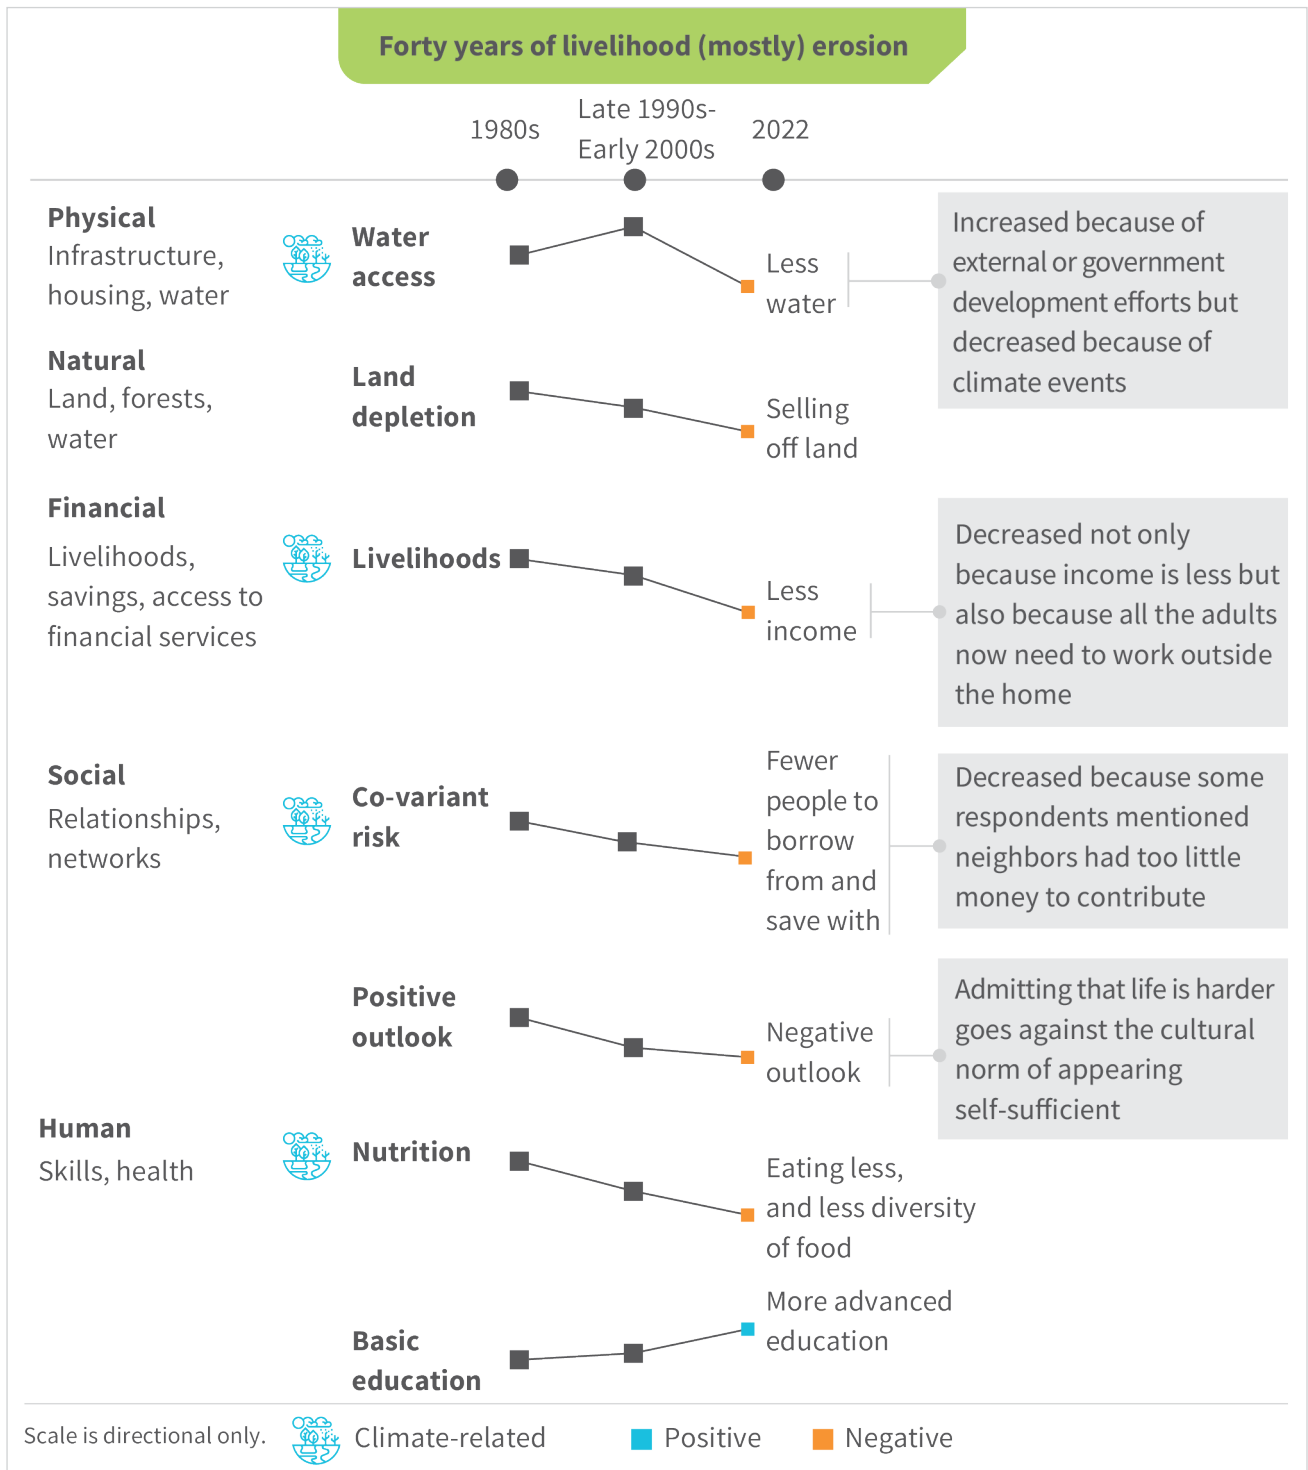 Forty years of livelihood (mostly) erosion
1980s
Late 1990s-
Early 2000s
2022
Physical
Infrastructure,
housing, water
Water
access
Less
water
Increased because of
external or government
development efforts but
decreased because of
climate events
Natural
Land, forests,
water
Land
depletion
Selling
off land
Financial
Livelihoods,
savings, access to
financial services
Livelihoods
Less
income
Decreased not only
because income is less but
also because all the adults
now need to work outside
the home
Social
Relationships,
networks
Co-variant
risk
Fewer
people to
borrow
from and
save with
Decreased because some
respondents mentioned
neighbors had too little
money to contribute
Positive
outlook
Negative
outlook
Admitting that life is harder
goes against the cultural
norm of appearing
self-sufficient
Human
Skills, health
Nutrition
Eating less,
and less diversity
of food
Basic
education
More advanced
education
Scale is directional only.
Climate-related
Positive
Negative